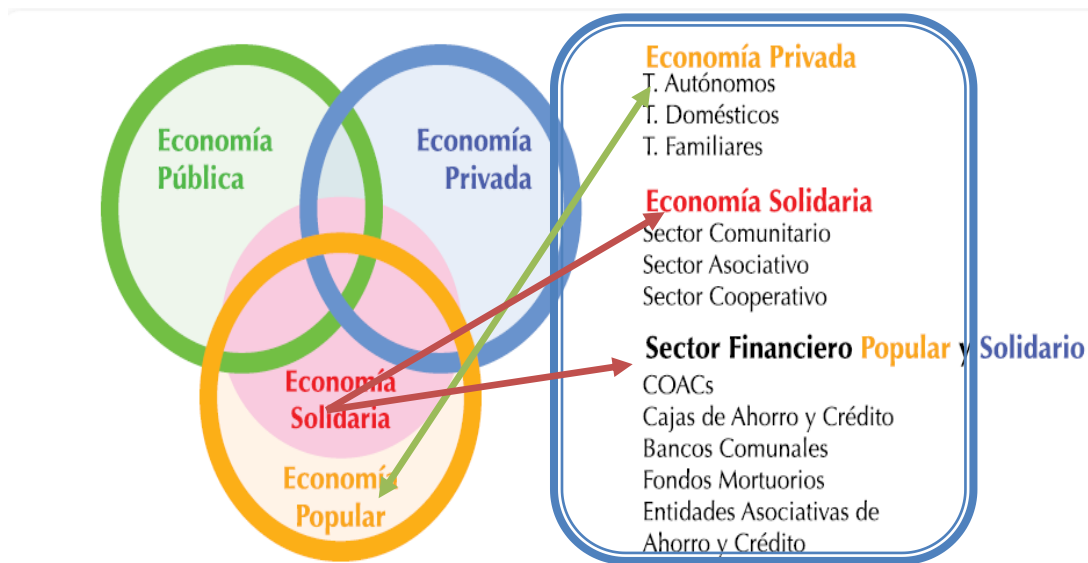 Economía
Pública
Economía
Privada
Economía
Solidaria
Economía
Popular
Economía Privada
T. Autónomos
T. Domésticos
T. Familiares
Economía Solidaria
Sector Comunitario
Sector Asociativo
Sector Cooperativo
Sector Financiero Popular y Solidario
COACs
Cajas de Ahorro y Crédito
Bancos Comunales
Fondos Mortuorios
Entidades Asociativas de
Ahorro y Crédito